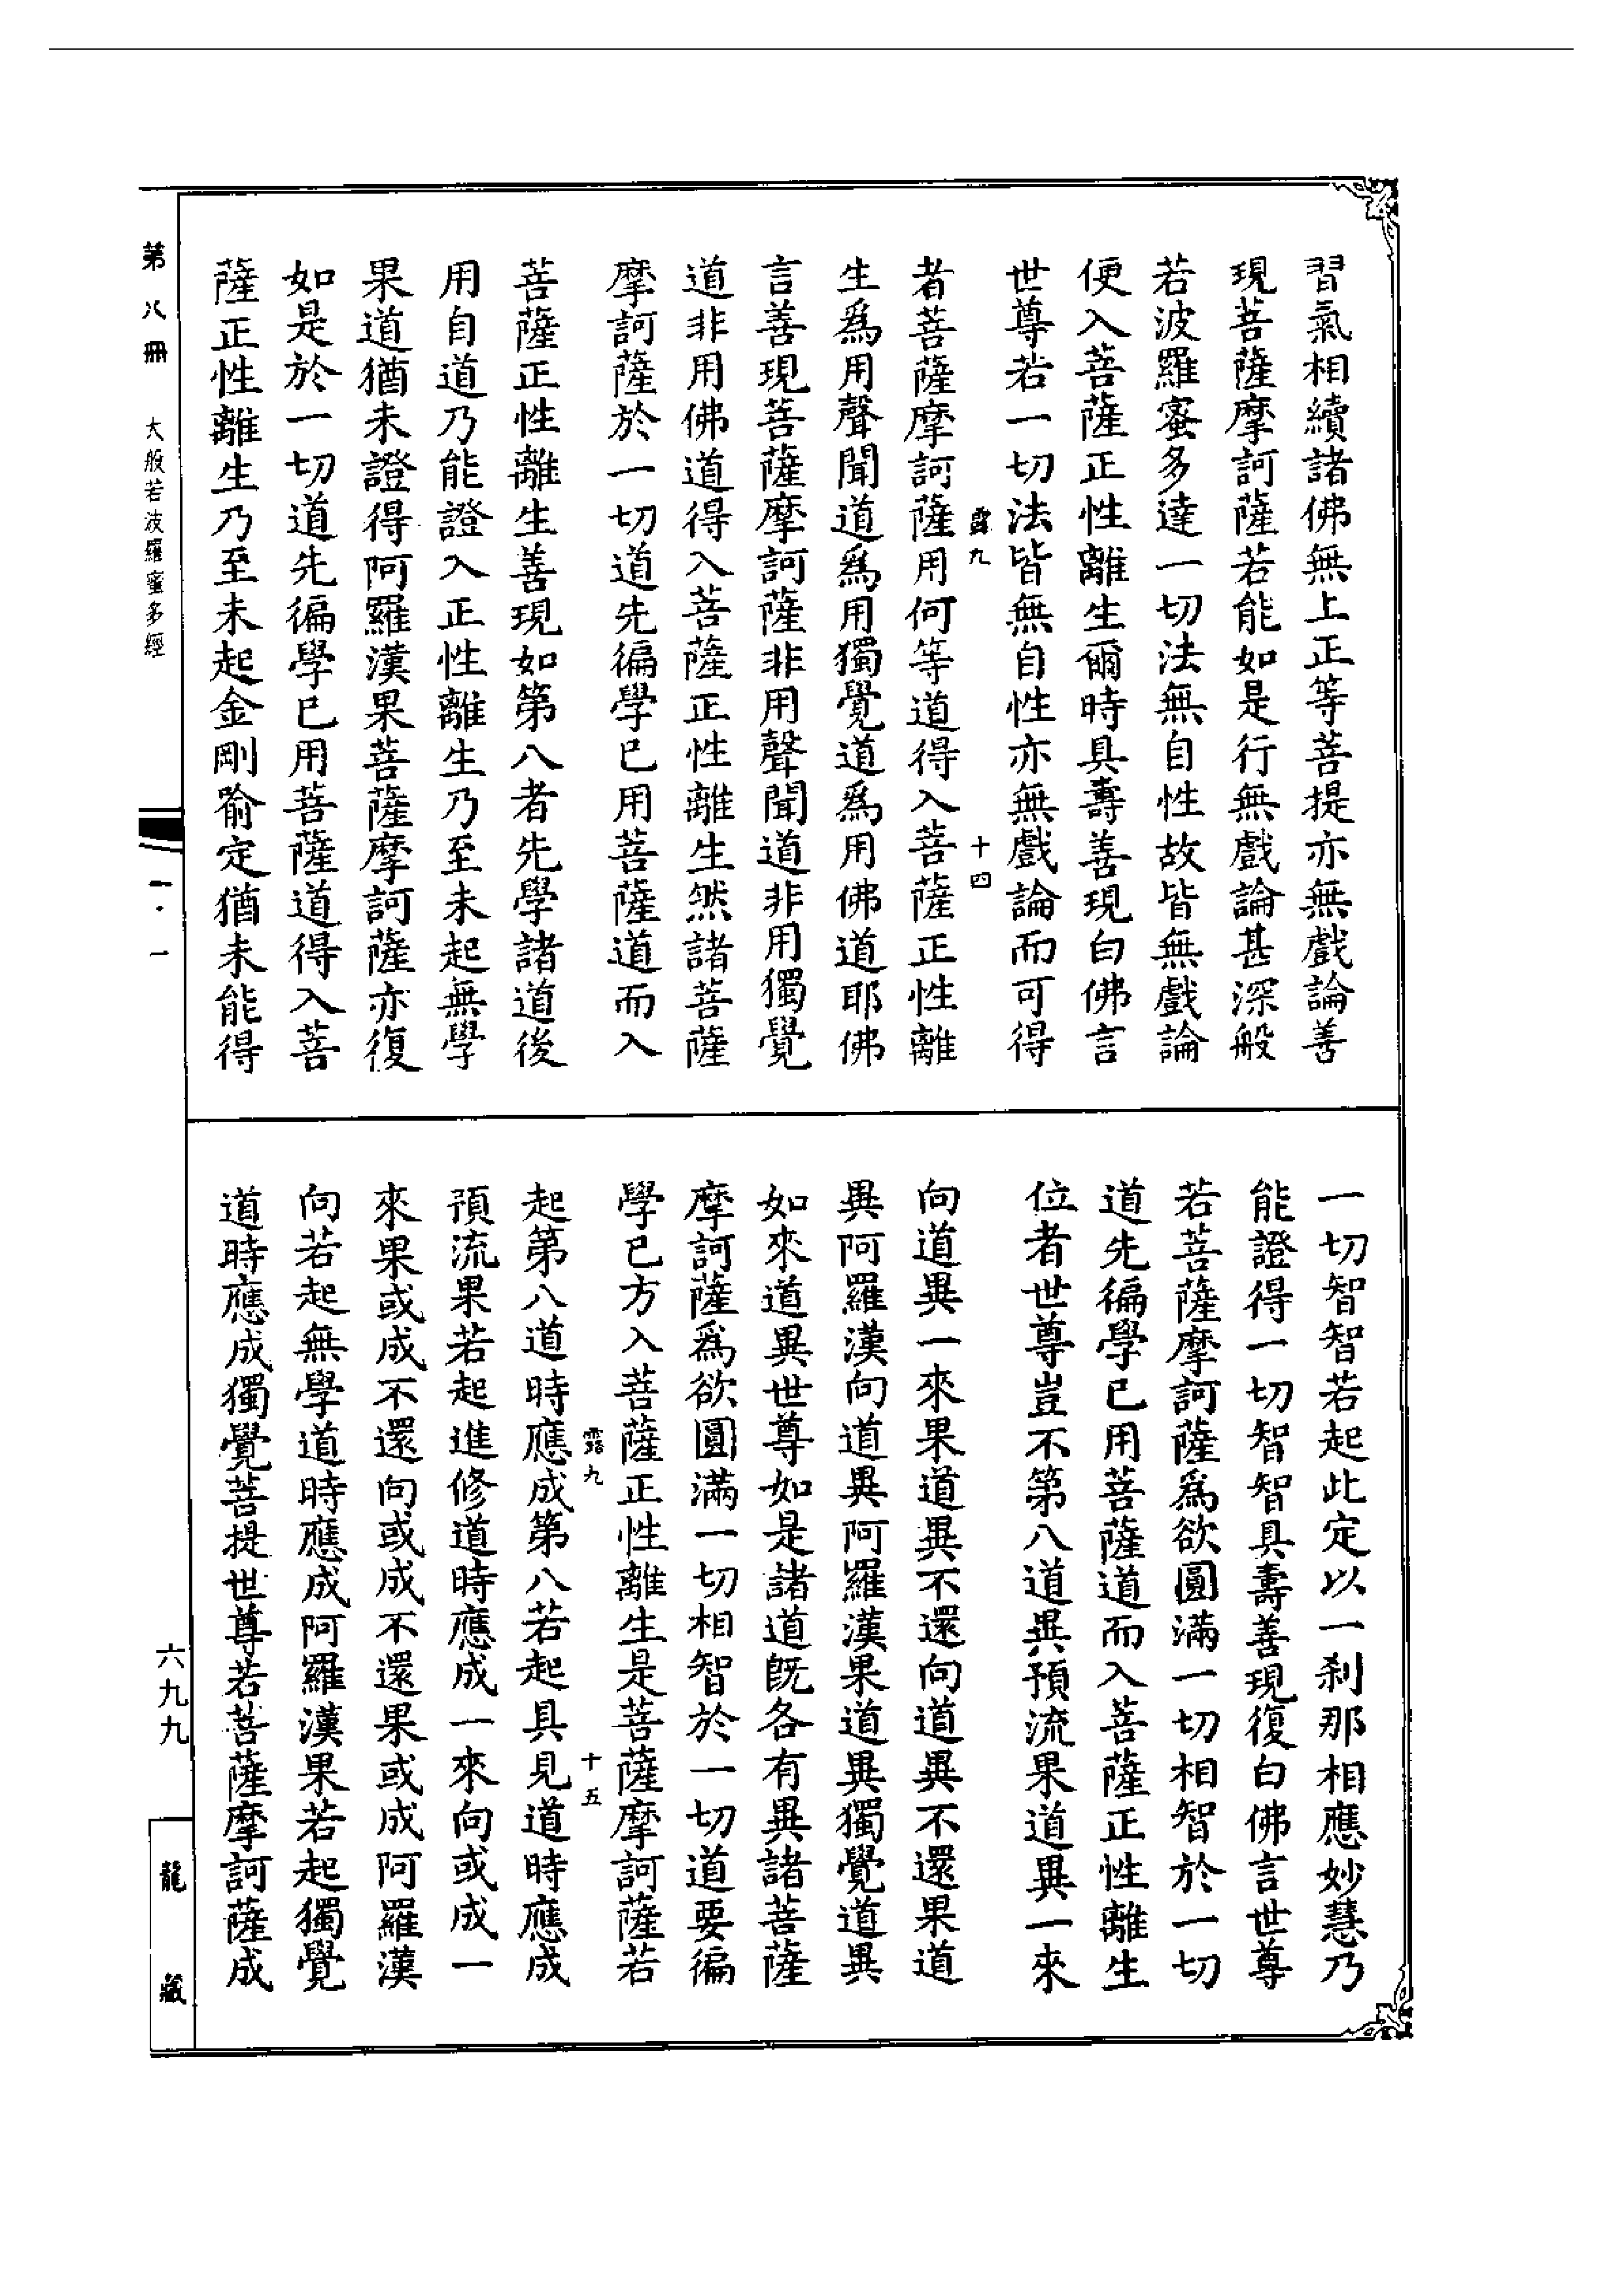 習氣相續諸佛無上正等菩提亦無戲論善
現菩薩摩訶薩若能如是行無戲論甚深般
若波羅蜜多達一切法無自性故皆無戲論
便入菩薩正性離生爾時具壽善現白佛言
世尊若一切法皆無自性亦無戲論而可得
露九 十四
者菩薩摩訶薩用何等道得入菩薩正性離
生爲用聲聞道爲用獨覺道爲用佛道耶佛
言善現菩薩摩訶薩非用聲聞道非用獨覺
道非用佛道得入菩薩正性離生然諸菩薩
摩訶薩於一切道先徧學已用菩薩道而入
菩薩正性離生善現如第八者先學諸道後
用自道乃能證入正性離生乃至未起無學
果道猶未證得阿羅漢果菩薩摩訶薩亦復
如是於一切道先徧學已用菩薩道得入菩
薩正性離生乃至未起金剛喻定猶未能得
一切智智若起此定以一剎那相應妙慧乃
能證得一切智智具壽善現復白佛言世尊
若菩薩摩訶薩爲欲圓滿一切相智於一切
道先徧學已用菩薩道而入菩薩正性離生
位者世尊豈不第八道異預流果道異一來
向道異一來果道異不還向道異不還果道
異阿羅漢向道異阿羅漢果道異獨覺道異
如來道異世尊如是諸道旣各有異諸菩薩
摩訶薩爲欲圓滿一切相智於一切道要徧
學已方入菩薩正性離生是菩薩摩訶薩若
露九 十五
起第八道時應成第八若起具見道時應成
預流果若起進修道時應成一來向或成一
來果或成不還向或成不還果或成阿羅漢
向若起無學道時應成阿羅漢果若起獨覺
道時應成獨覺菩提世尊若菩薩摩訶薩成
第八冊 大般若波羅蜜多經
一·一
六九九
龍藏